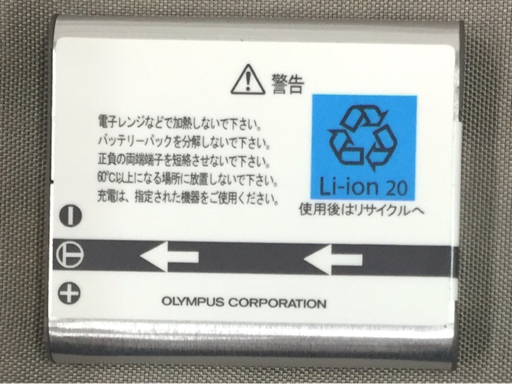 警告
電子レンジなどで加熱しないで下さい。
バッテリーパックを分解しないで下さい。
正負の両端端子を短絡させないで下さい。
60℃以上になる場所に放置しないで下さい。
充電は、指定された機器をご使用ください。
Li-ion 20
使用後はリサイクルへ
OLYMPUS CORPORATION